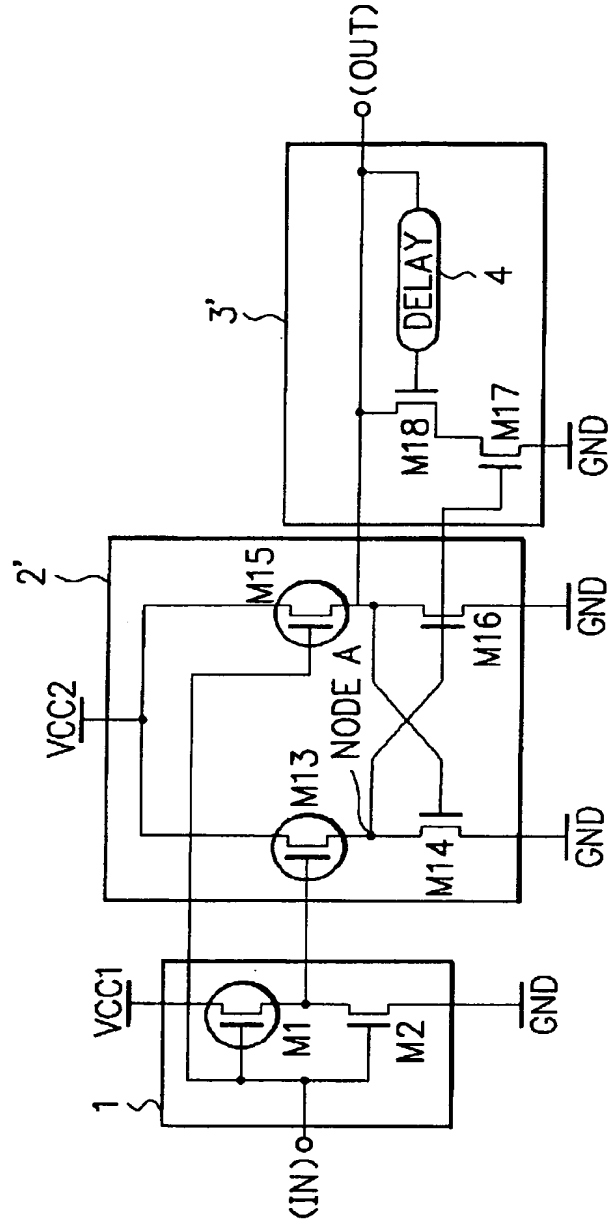 1
(IN)
VCC1
M1
M2
GND
2'
VCC2
M13
NODE A
M14
GND
M15
M16
GND
3'
M18
DELAY
4
M17
GND
(OUT)